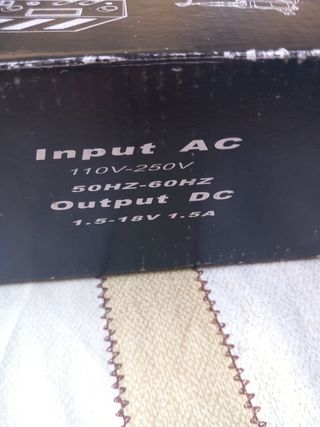 Input AC
110V-250V
50HZ-60HZ
Output DC
1.5-18V 1.5A